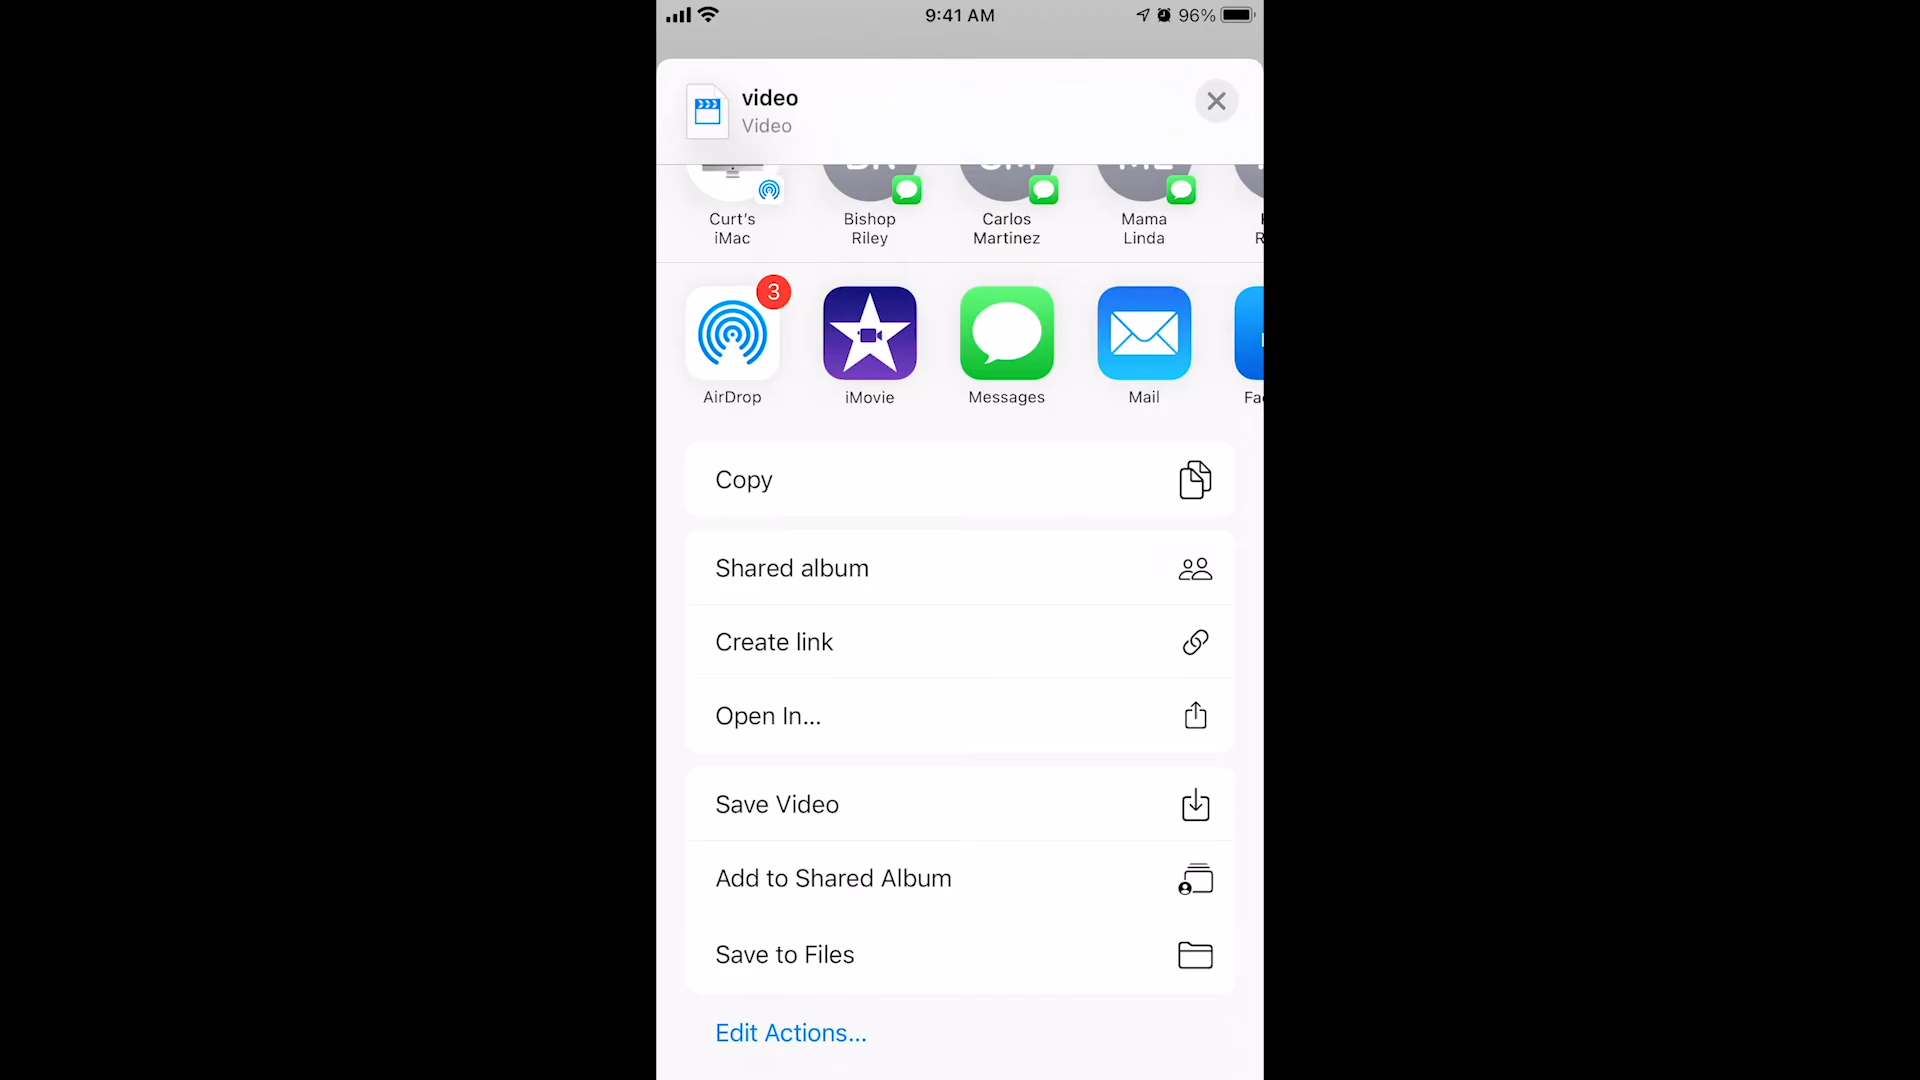 9:41 AM
96%
video
Video
Curt's
iMac
Bishop
Riley
Carlos
Martinez
Mama
Linda
3
AirDrop
iMovie
Messages
Mail
Copy
Shared album
Create link
Open In...
Save Video
Add to Shared Album
Save to Files
Edit Actions...